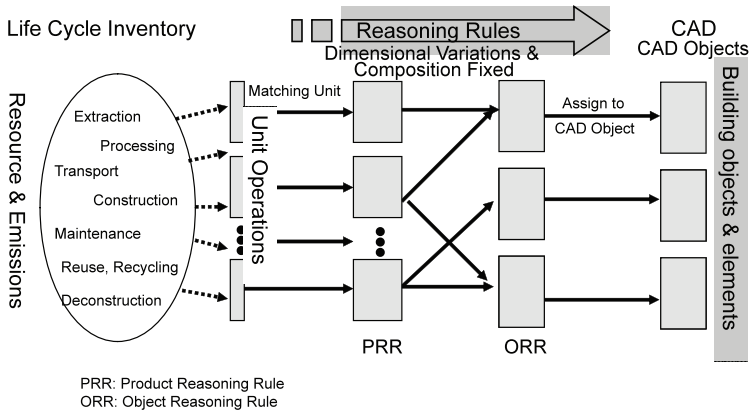 Life Cycle Inventory
Reasoning Rules
Dimensional Variations &
Composition Fixed
CAD
CAD Objects
Resource & Emissions
Extraction
Processing
Transport
Construction
Maintenance
Reuse, Recycling
Deconstruction
Unit Operations
Matching Unit
Assign to
CAD Object
Building objects & elements
PRR
ORR
PRR: Product Reasoning Rule
ORR: Object Reasoning Rule